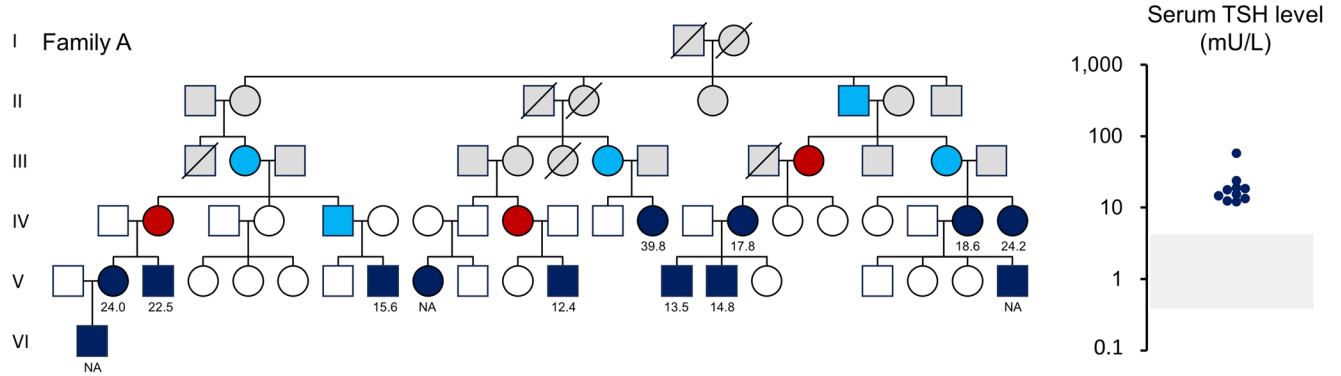 Serum TSH level
(mU/L)
I Family A
1,000
II
100
III
10
IV
39.8 17.8 18.6 24.2
1
V
24.0 22.5 15.6 NA 12.4 13.5 14.8 NA
VI
0.1
NA